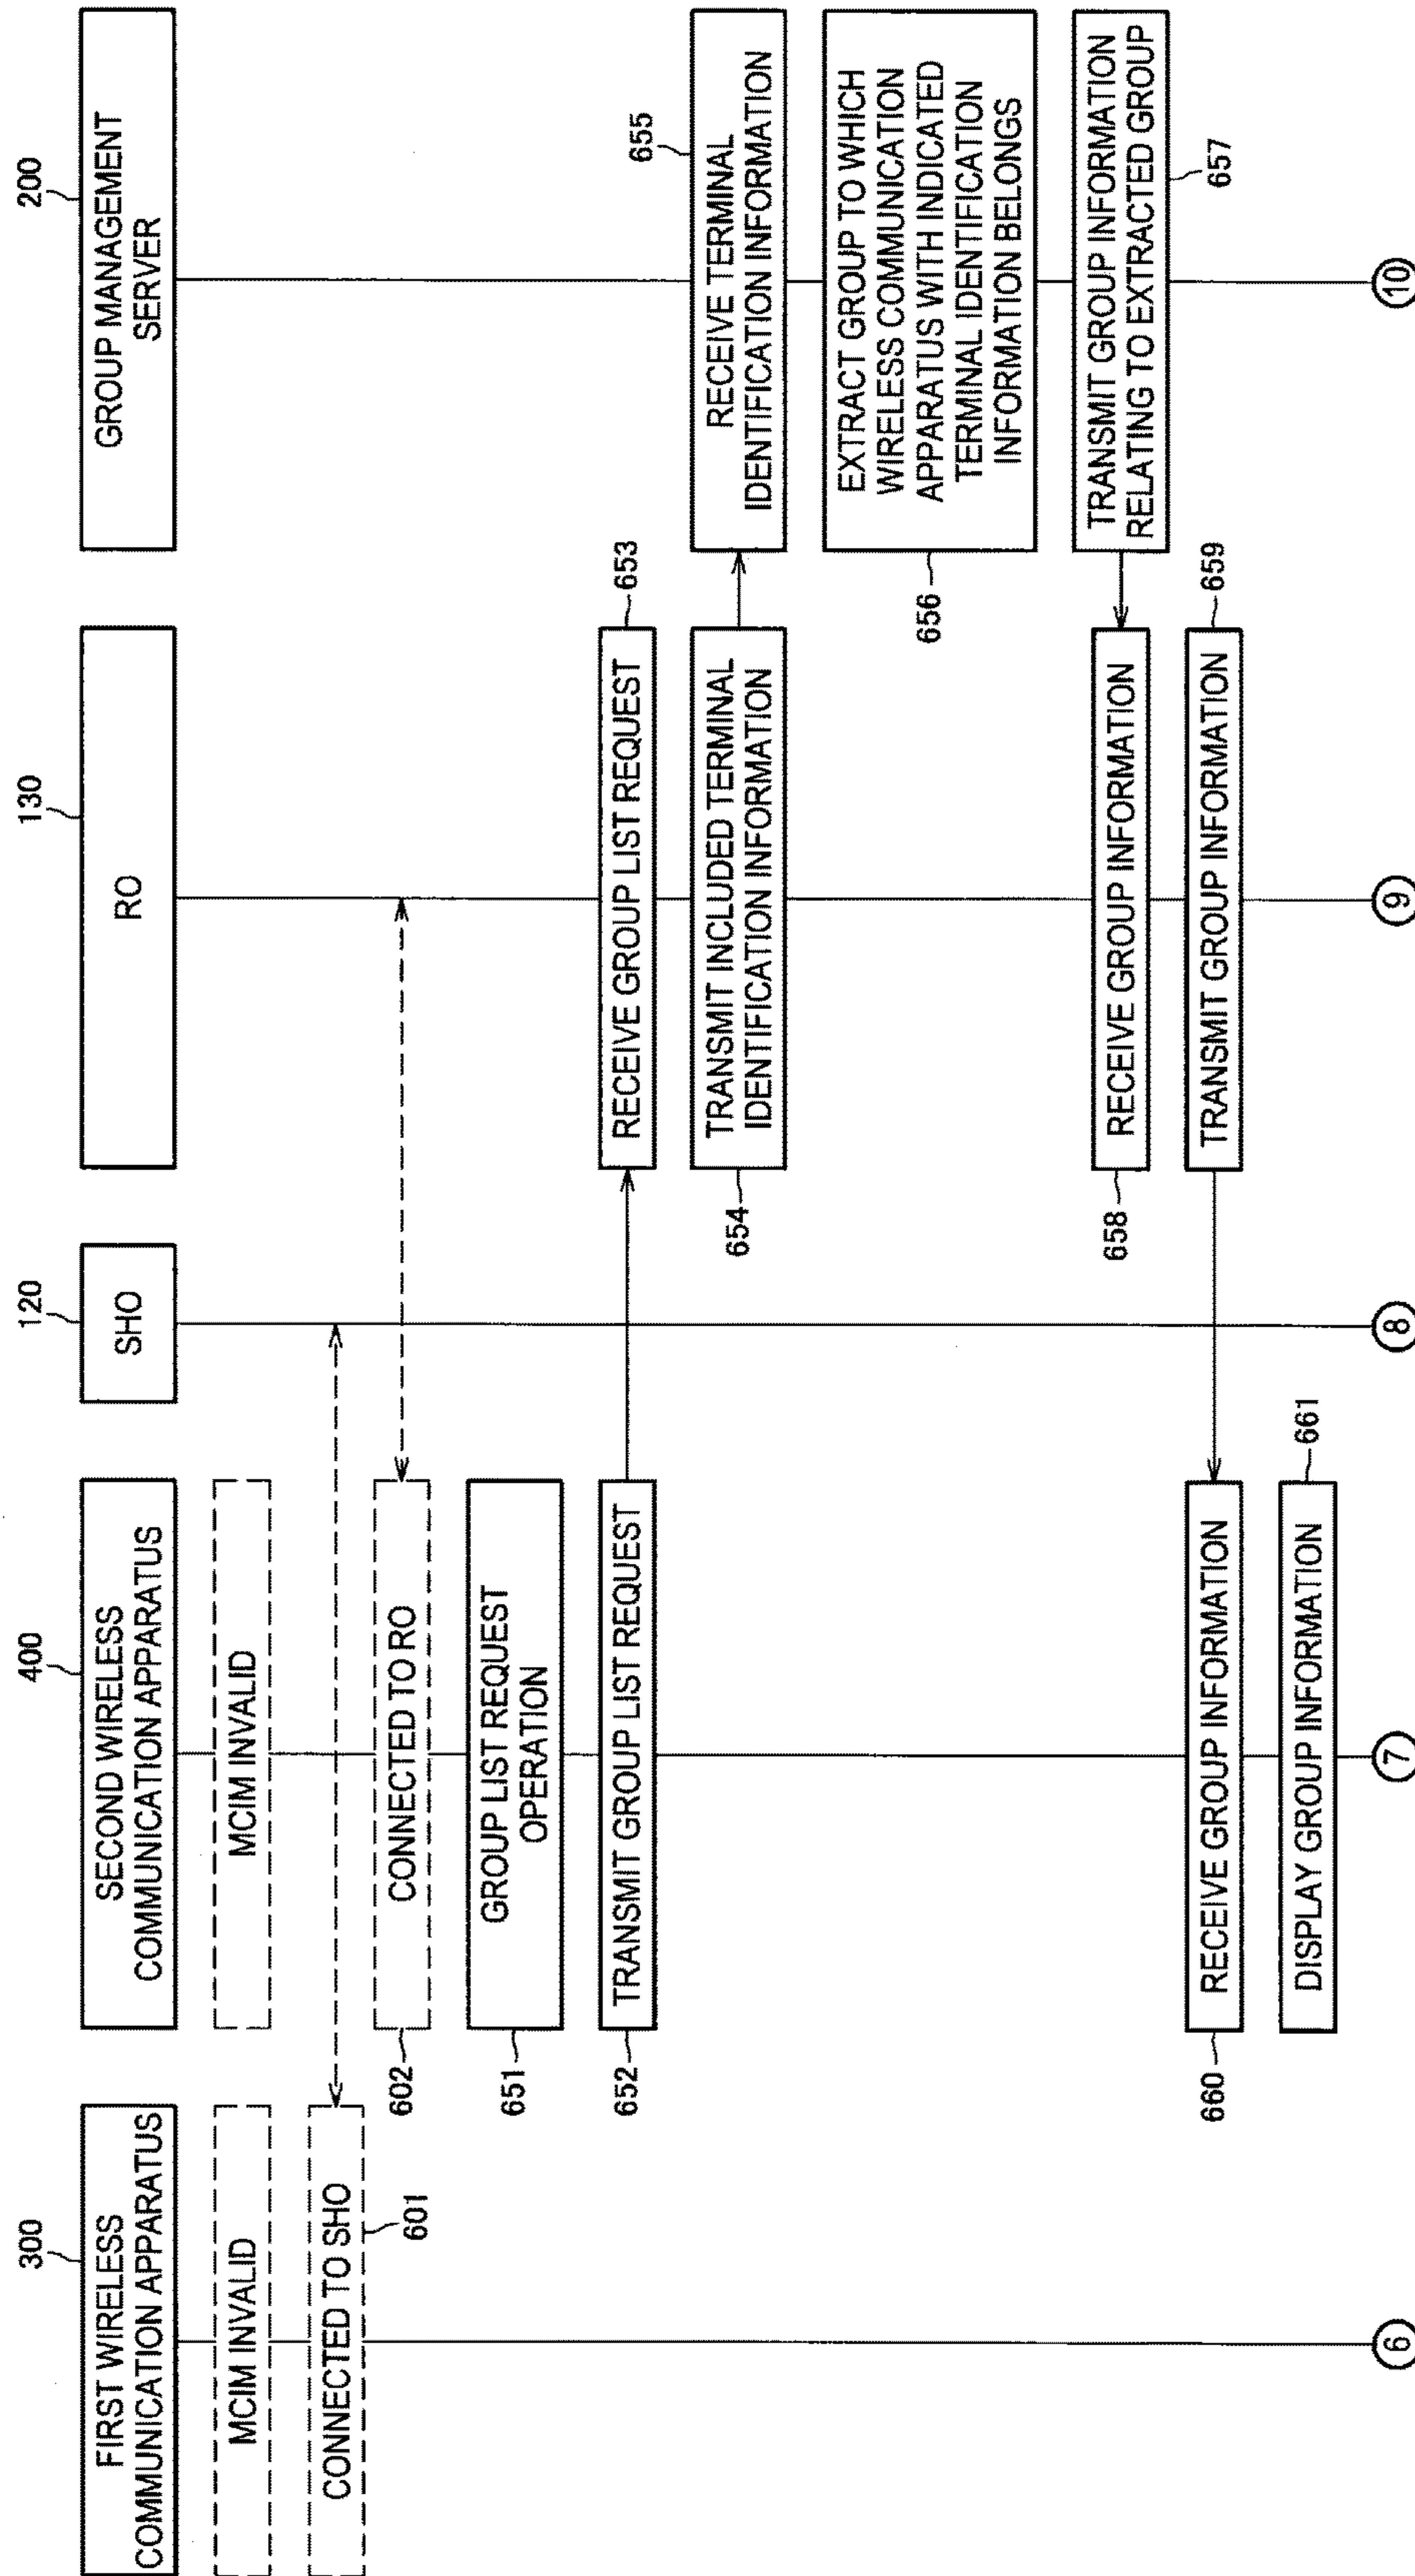 300
FIRST WIRELESS
COMMUNICATION APPARATUS
400
SECOND WIRELESS
COMMUNICATION APPARATUS
120
SHO
130
RO
200
GROUP MANAGEMENT
SERVER
MCIM INVALID
MCIM INVALID
CONNECTED TO SHO
601
602
CONNECTED TO RO
651
GROUP LIST REQUEST
OPERATION
652
TRANSMIT GROUP LIST REQUEST
RECEIVE GROUP LIST REQUEST
653
654
TRANSMIT INCLUDED TERMINAL
IDENTIFICATION INFORMATION
655
RECEIVE TERMINAL
IDENTIFICATION INFORMATION
656
EXTRACT GROUP TO WHICH
WIRELESS COMMUNICATION
APPARATUS WITH INDICATED
TERMINAL IDENTIFICATION
INFORMATION BELONGS
TRANSMIT GROUP INFORMATION
RELATING TO EXTRACTED GROUP
657
658
RECEIVE GROUP INFORMATION
TRANSMIT GROUP INFORMATION
659
660
RECEIVE GROUP INFORMATION
DISPLAY GROUP INFORMATION
661
6
7
8
9
10